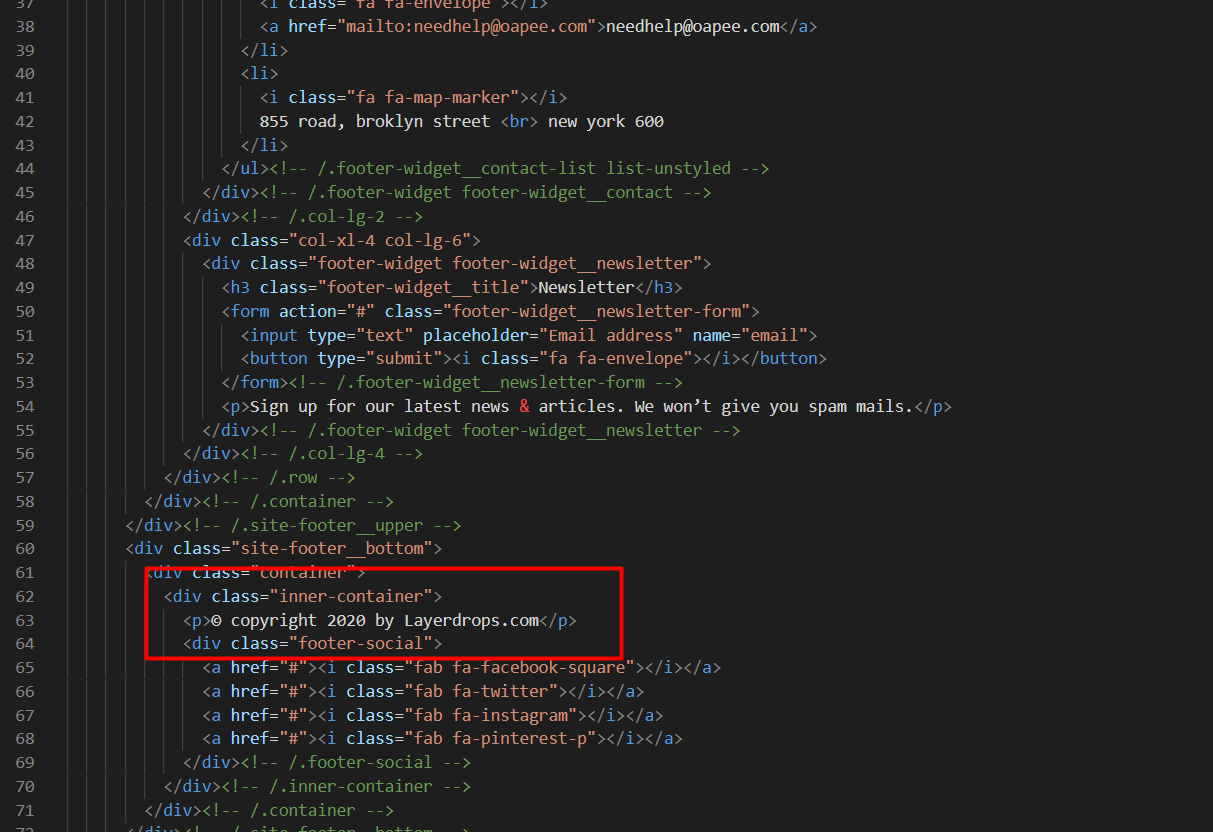 37 <i class="fa fa-envelope"></i>
38 <a href="mailto:needhelp@oapee.com">needhelp@oapee.com</a>
39 </li>
40 <li>
41 <i class="fa fa-map-marker"></i>
42 855 road, broklyn street <br> new york 600
43 </li>
44 </ul><!-- /.footer-widget__contact-list list-unstyled -->
45 </div><!-- /.footer-widget footer-widget__contact -->
46 </div><!-- /.col-lg-2 -->
47 <div class="col-xl-4 col-lg-6">
48 <div class="footer-widget footer-widget__newsletter">
49 <h3 class="footer-widget__title">Newsletter</h3>
50 <form action="#" class="footer-widget__newsletter-form">
51 <input type="text" placeholder="Email address" name="email">
52 <button type="submit"><i class="fa fa-envelope"></i></button>
53 </form><!-- /.footer-widget__newsletter-form -->
54 <p>Sign up for our latest news & articles. We won’t give you spam mails.</p>
55 </div><!-- /.footer-widget footer-widget__newsletter -->
56 </div><!-- /.col-lg-4 -->
57 </div><!-- /.row -->
58 </div><!-- /.container -->
59 </div><!-- /.site-footer__upper -->
60 <div class="site-footer__bottom">
61 <div class="container">
62 <div class="inner-container">
63 <p>© copyright 2020 by Layerdrops.com</p>
64 <div class="footer-social">
65 <a href="#"><i class="fab fa-facebook-square"></i></a>
66 <a href="#"><i class="fab fa-twitter"></i></a>
67 <a href="#"><i class="fab fa-instagram"></i></a>
68 <a href="#"><i class="fab fa-pinterest-p"></i></a>
69 </div><!-- /.footer-social -->
70 </div><!-- /.inner-container -->
71 </div><!-- /.container -->
72 </div><!-- /.site-footer__bottom -->